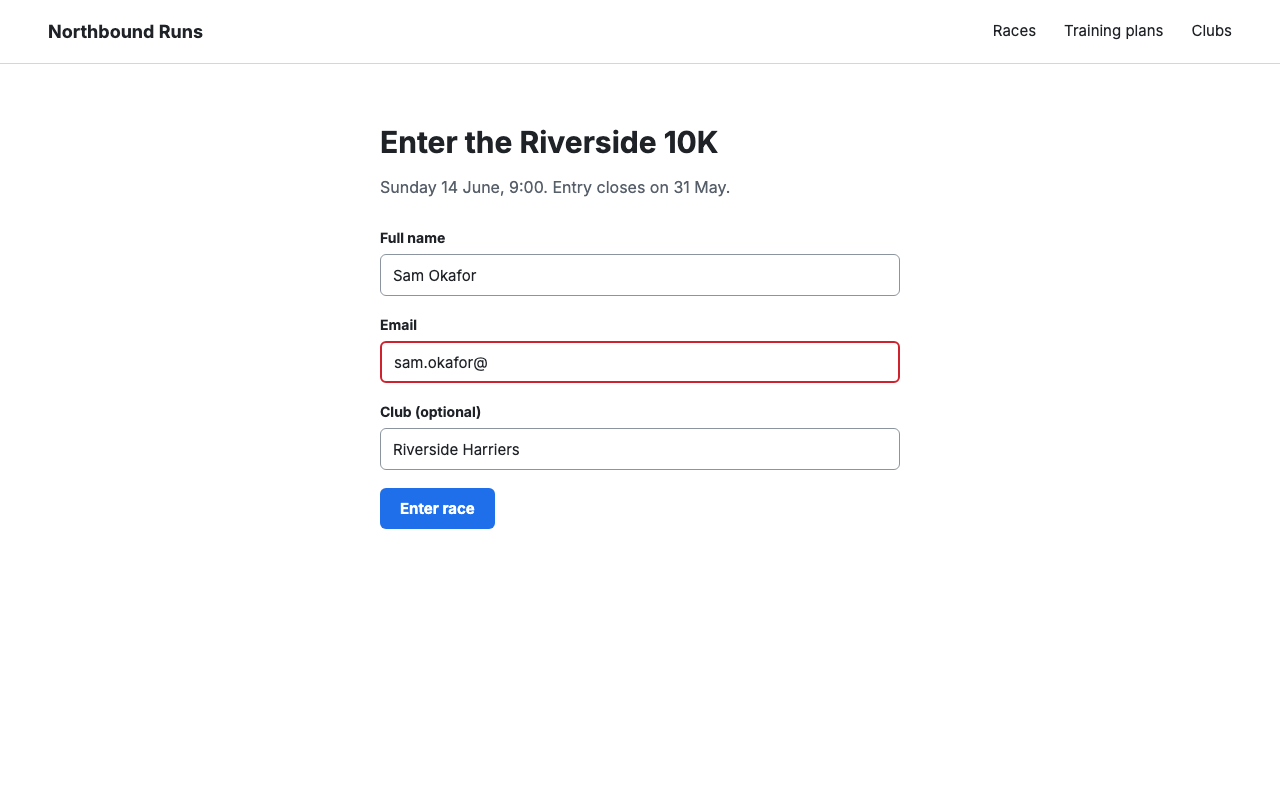 Northbound Runs
Races Training plans Clubs
Enter the Riverside 10K
Sunday 14 June, 9:00. Entry closes on 31 May.
Full name
Sam Okafor
Email
sam.okafor@
Club (optional)
Riverside Harriers
Enter race